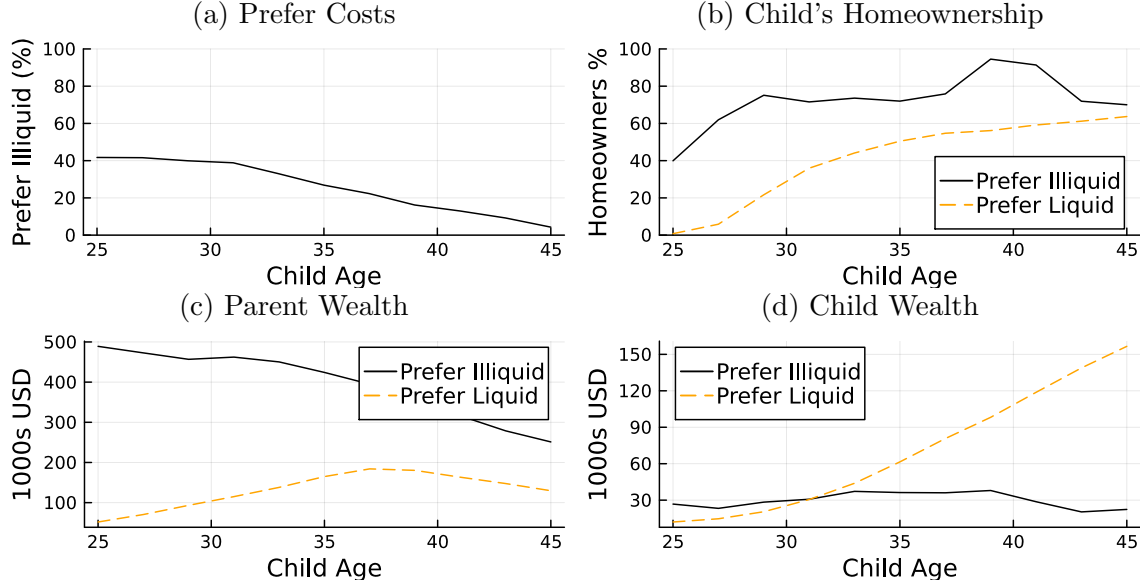 (a) Prefer Costs
Prefer Illiquid (%)
100
80
60
40
20
0
25 30 35 40 45
Child Age
(b) Child's Homeownership
Homeowners %
100
80
60
40
20
0
Prefer Illiquid
Prefer Liquid
25 30 35 40 45
Child Age
(c) Parent Wealth
1000s USD
500
400
300
200
100
Prefer Illiquid
Prefer Liquid
25 30 35 40 45
Child Age
(d) Child Wealth
1000s USD
150
120
90
60
30
Prefer Illiquid
Prefer Liquid
25 30 35 40 45
Child Age